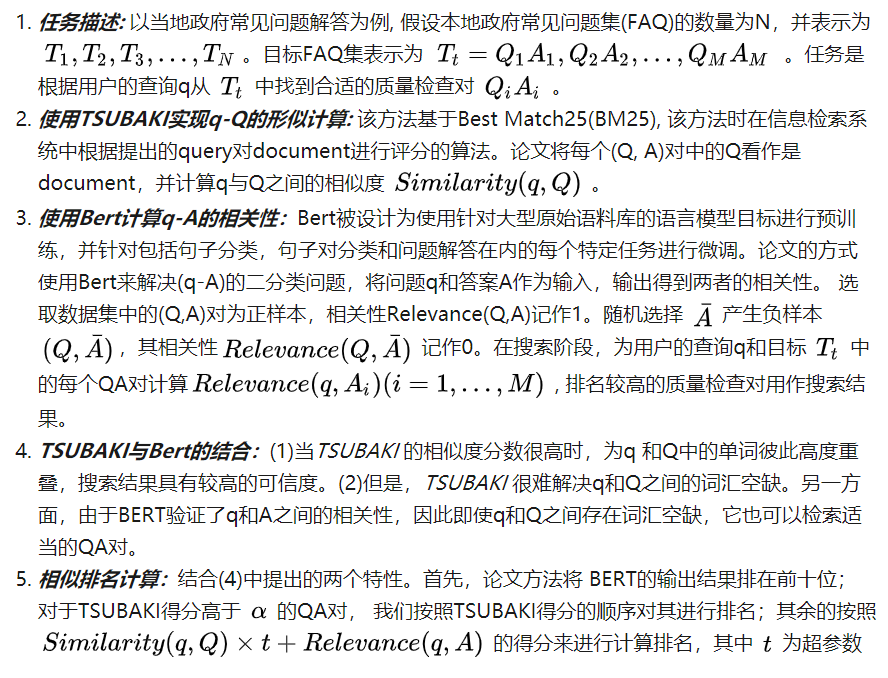 1. 任务描述: 以当地政府常见问题解答为例, 假设本地政府常见问题集(FAQ)的数量为N，并表示为
T₁, T₂, T₃, . . . , T_N 。目标FAQ集表示为 T_t = Q₁A₁, Q₂A₂, . . . , Q_M A_M 。任务是
根据用户的查询q从 T_t 中找到合适的质量检查对 Q_i A_i 。
2. 使用TSUBAKI实现q-Q的形似计算: 该方法基于Best Match25(BM25), 该方法时在信息检索系
统中根据提出的query对document进行评分的算法。论文将每个(Q, A)对中的Q看作是
document，并计算q与Q之间的相似度 Similarity(q, Q) 。
3. 使用Bert计算q-A的相关性：Bert被设计为使用针对大型原始语料库的语言模型目标进行预训
练，并针对包括句子分类，句子对分类和问题解答在内的每个特定任务进行微调。论文的方式
使用Bert来解决(q-A)的二分类问题，将问题q和答案A作为输入，输出得到两者的相关性。 选
取数据集中的(Q,A)对为正样本，相关性Relevance(Q,A)记作1。随机选择 Ā 产生负样本
(Q, Ā) ，其相关性 Relevance(Q, Ā) 记作0。在搜索阶段，为用户的查询q和目标 T_t 中
的每个QA对计算 Relevance(q, A_i)(i = 1, . . . , M) , 排名较高的质量检查对用作搜索结
果。
4. TSUBAKI与Bert的结合：(1)当TSUBAKI 的相似度分数很高时，为q 和Q中的单词彼此高度重
叠，搜索结果具有较高的可信度。(2)但是，TSUBAKI 很难解决q和Q之间的词汇空缺。另一方
面，由于BERT验证了q和A之间的相关性，因此即使q和Q之间存在词汇空缺，它也可以检索适
当的QA对。
5. 相似排名计算：结合(4)中提出的两个特性。首先，论文方法将 BERT的输出结果排在前十位；
对于TSUBAKI得分高于 α 的QA对， 我们按照TSUBAKI得分的顺序对其进行排名；其余的按照
Similarity(q, Q) × t + Relevance(q, A) 的得分来进行计算排名，其中 t 为超参数